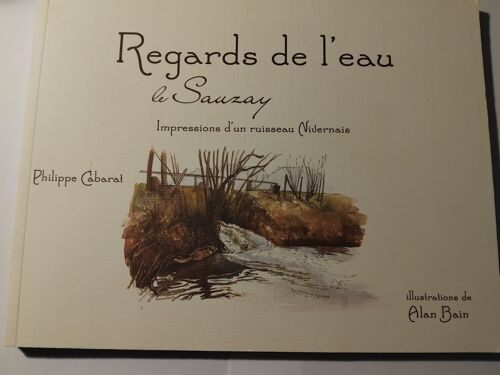 Regards de l'eau
le Sauzay
Impressions d'un ruisseau Nivernais
Philippe Cabarat
illustrations de
Alan Bain